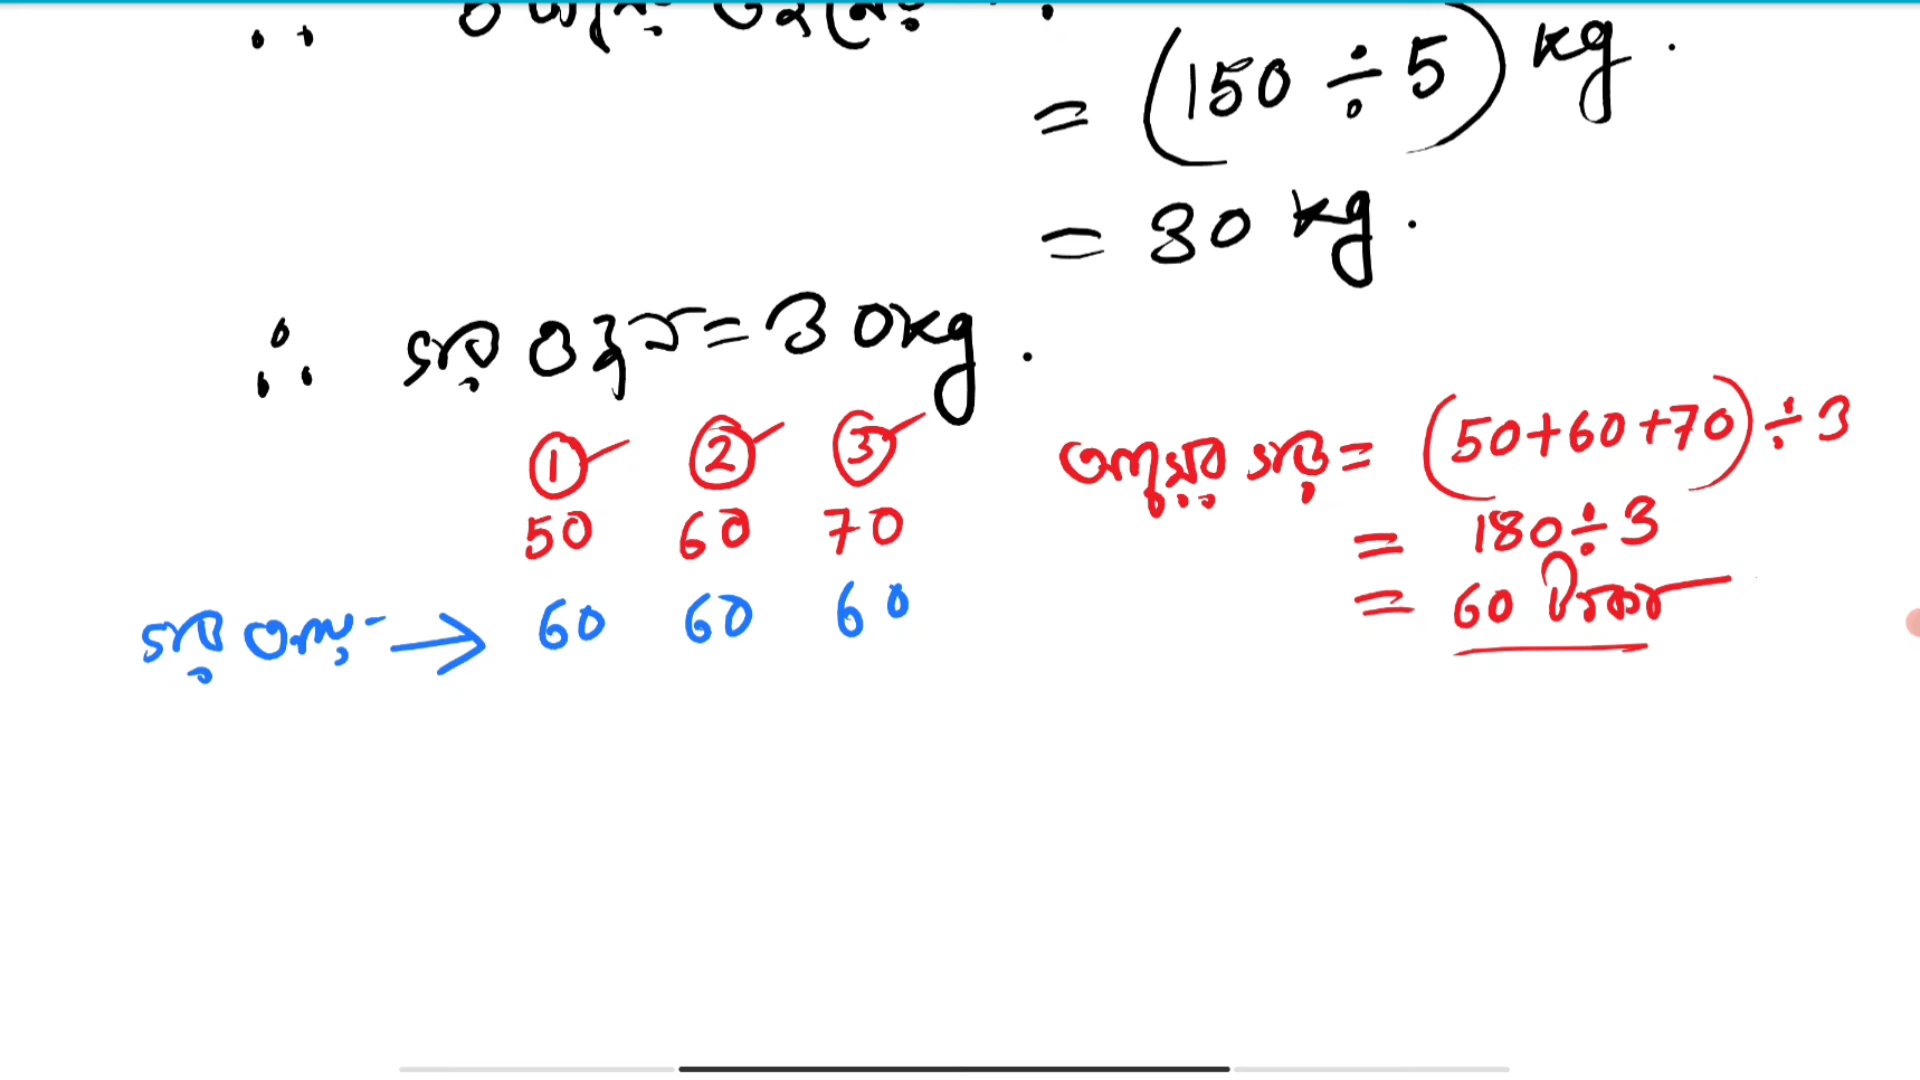 = (150 ÷ 5) kg.
= 30 kg.
∴ গড় ওজন = 30kg.
① ② ③
50 60 70
গড় → 60 60 60
গড় = (50+60+70) ÷ 3
= 180 ÷ 3
= 60